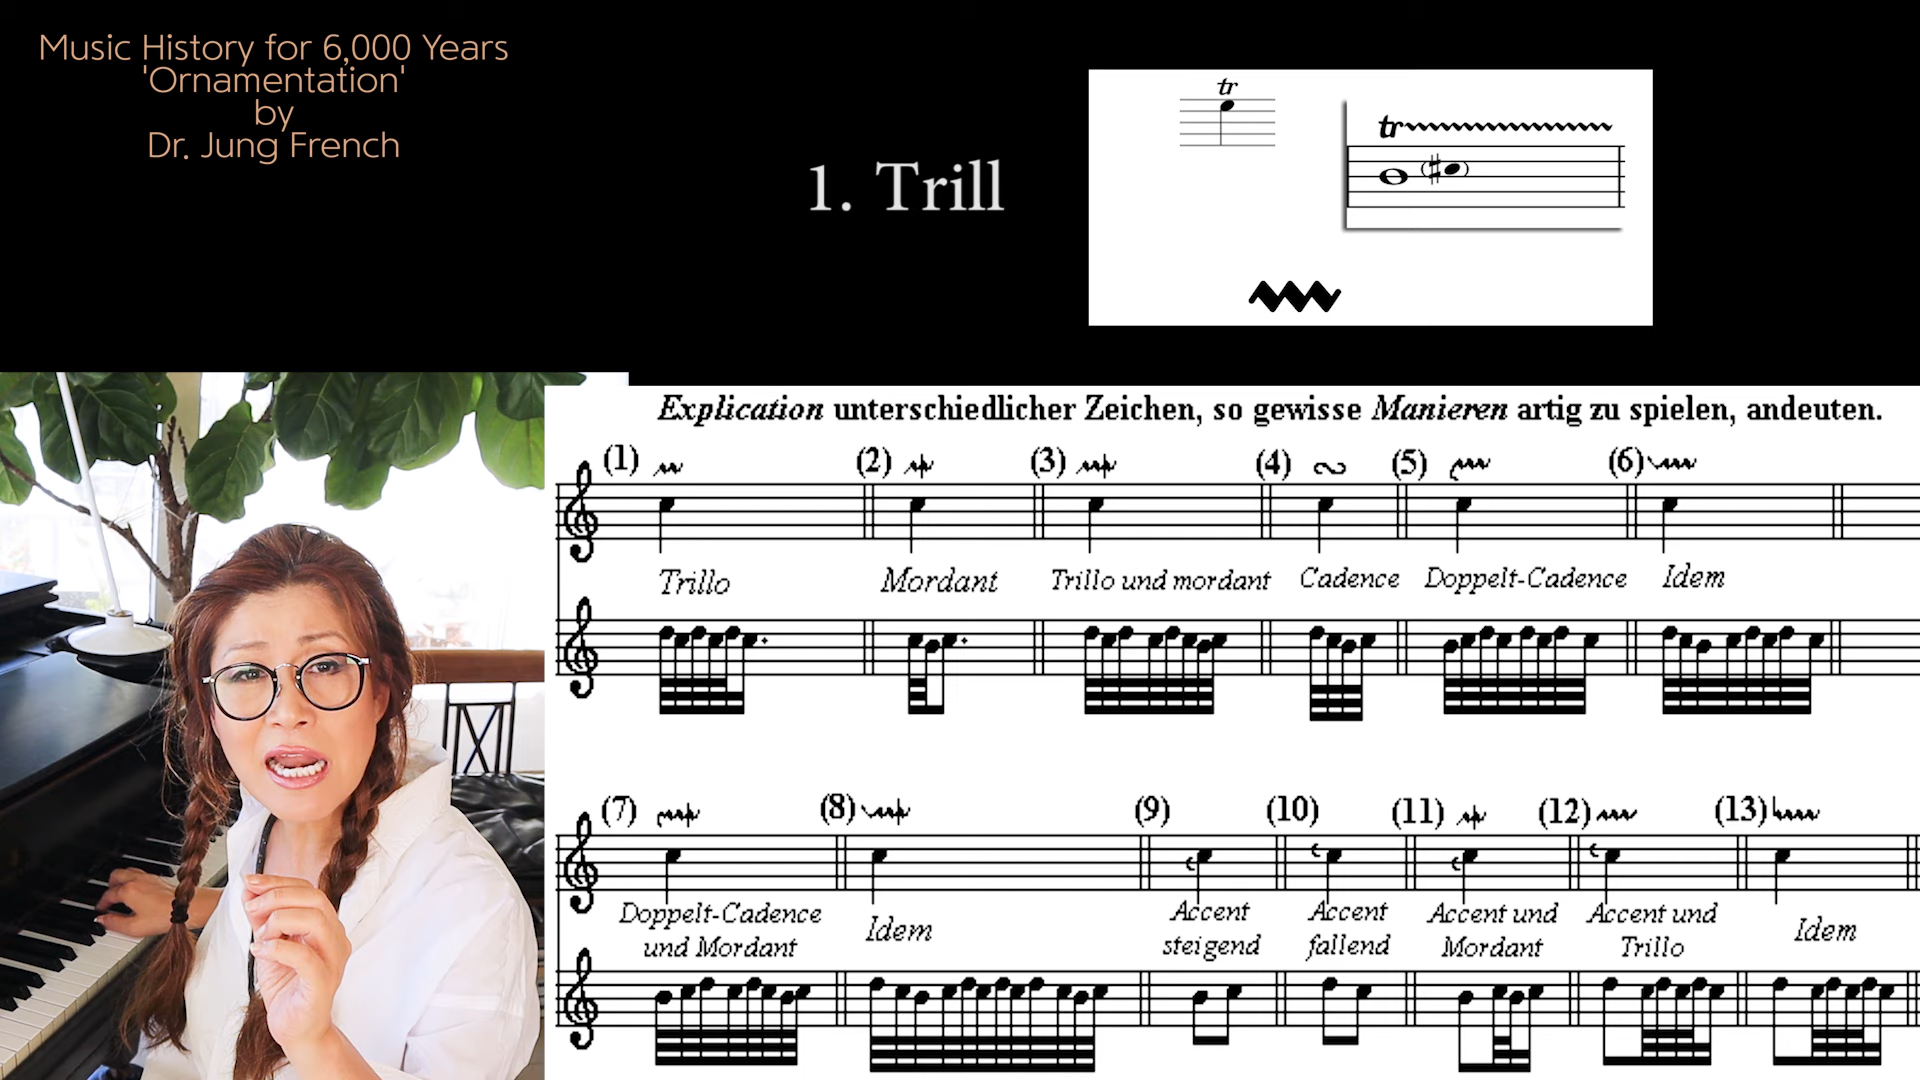 Music History for 6,000 Years
'Ornamentation'
by
Dr. Jung French
1. Trill
tr
tr
Explication unterschiedlicher Zeichen, so gewisse Manieren artig zu spielen, andeuten.
(1) (2) (3) (4) (5) (6)
Trillo Mordant Trillo und mordant Cadence Doppelt-Cadence Idem
(7) (8) (9) (10) (11) (12) (13)
Doppelt-Cadence
und Mordant
Idem
Accent
steigend
Accent
fallend
Accent und
Mordant
Accent und
Trillo
Idem